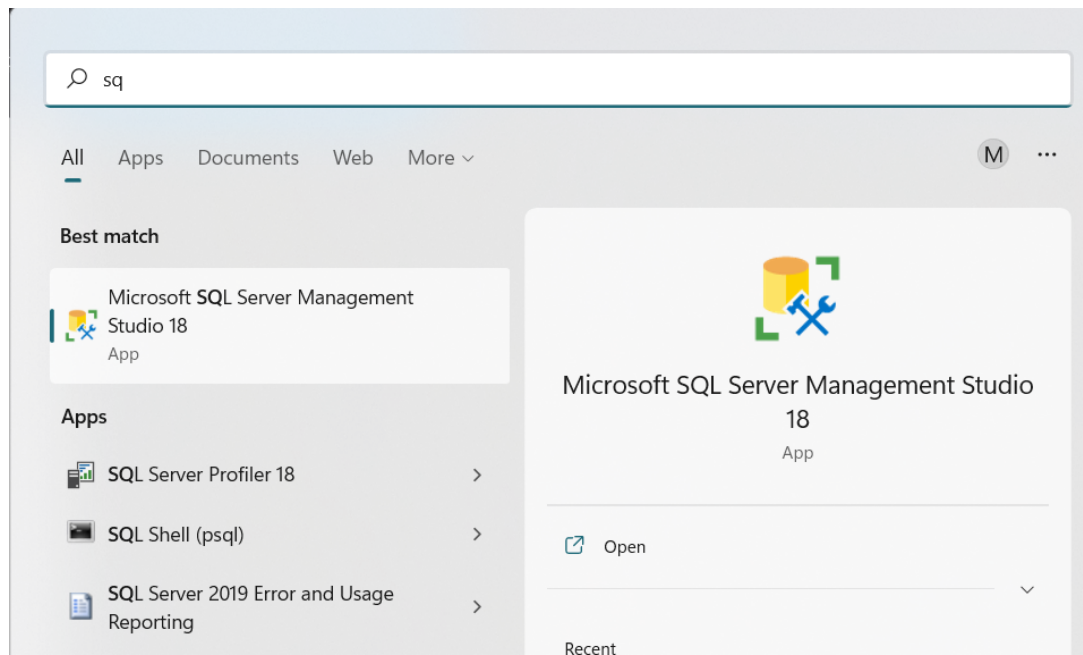 sq
All Apps Documents Web More
M
Best match
Microsoft SQL Server Management
Studio 18
App
Apps
SQL Server Profiler 18
SQL Shell (psql)
SQL Server 2019 Error and Usage
Reporting
Microsoft SQL Server Management Studio
18
App
Open
Recent